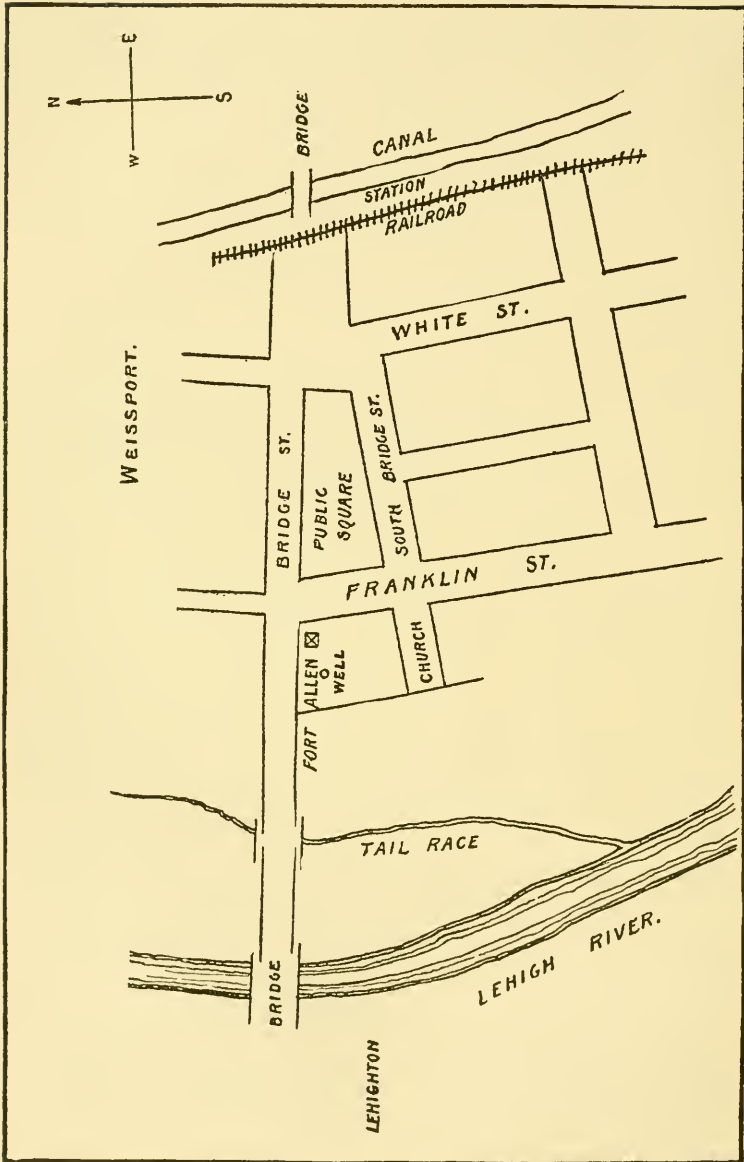 N
W
E
S
WEISSPORT.
BRIDGE
CANAL
STATION
RAILROAD
WHITE ST.
BRIDGE ST.
PUBLIC
SQUARE
SOUTH BRIDGE ST.
FRANKLIN ST.
FORT ALLEN
WELL
CHURCH
TAIL RACE
BRIDGE
LEHIGH RIVER.
LEHIGHTON